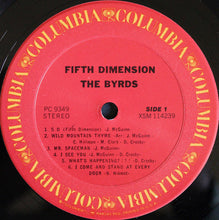 COLUMBIA COLUMBIA COLUMBIA
FIFTH DIMENSION
THE BYRDS
PC 9349
STEREO
SIDE 1
XSM 114239
1 5 D (Fifth Dimension) J. McGuinn
2. WILD MOUNTAIN THYME - Arr. J. McGuinn -
C. Hillman - M. Clark - D. Crosby
3. MR. SPACEMAN J. McGuinn
4. I SEE YOU J. McGuinn - D. Crosby
5. WHAT'S HAPPENING?!?! D. Crosby
6. I COME AND STAND AT EVERY
DOOR - N. Hikmet